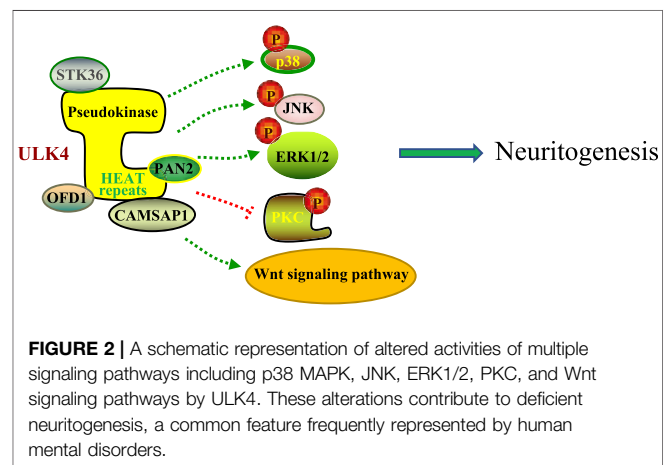 P
STK36
p38
Pseudokinase
P
JNK
P
ULK4
PAN2
ERK1/2
Neuritogenesis
HEAT
repeats
OFD1
CAMSAP1
P
PKC
Wnt signaling pathway
FIGURE 2 | A schematic representation of altered activities of multiple
signaling pathways including p38 MAPK, JNK, ERK1/2, PKC, and Wnt
signaling pathways by ULK4. These alterations contribute to deficient
neuritogenesis, a common feature frequently represented by human
mental disorders.